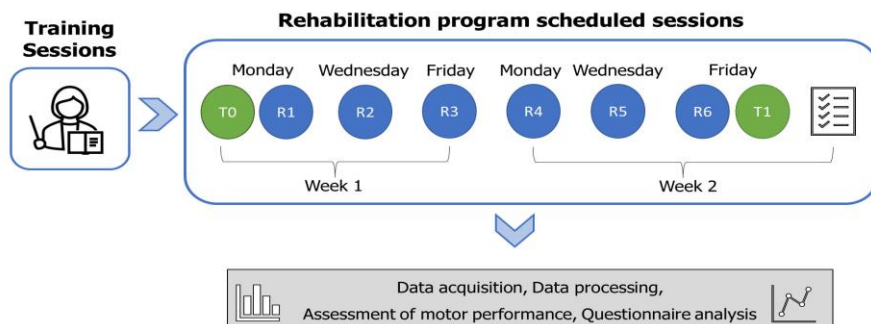 Training
Sessions
Rehabilitation program scheduled sessions
Monday Wednesday Friday Monday Wednesday Friday
T0 R1 R2 R3 R4 R5 R6 T1
Week 1 Week 2
Data acquisition, Data processing,
Assessment of motor performance, Questionnaire analysis